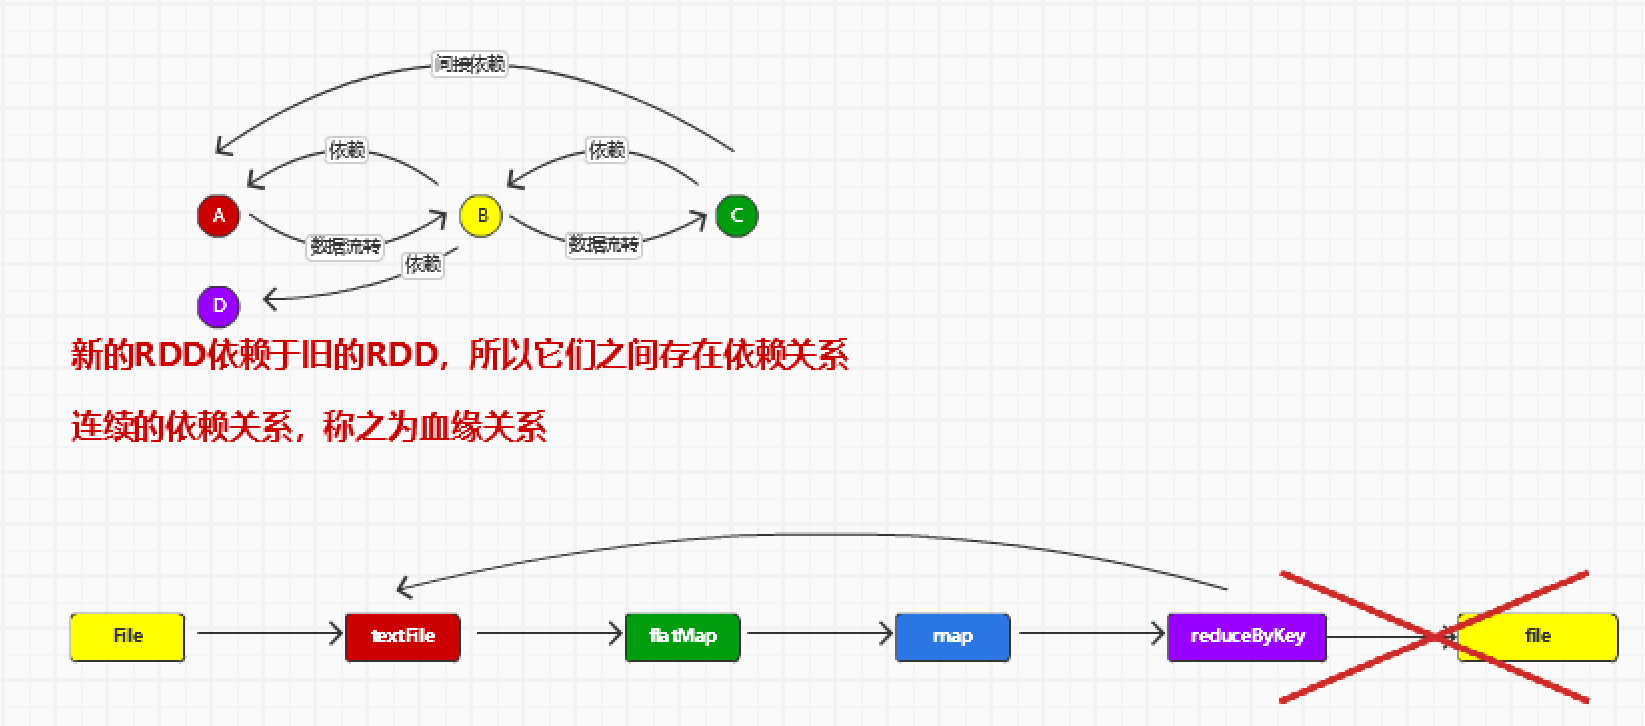 间接依赖
依赖
依赖
A
B
C
数据流转
数据流转
依赖
D
新的RDD依赖于旧的RDD，所以它们之间存在依赖关系
连续的依赖关系，称之为血缘关系
File
textFile
flatMap
map
reduceByKey
file